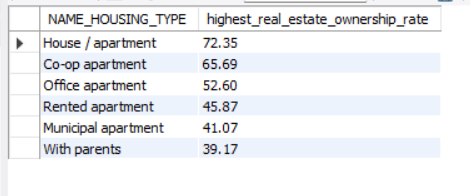 NAME_HOUSING_TYPE highest_real_estate_ownership_rate
House / apartment 72.35
Co-op apartment 65.69
Office apartment 52.60
Rented apartment 45.87
Municipal apartment 41.07
With parents 39.17